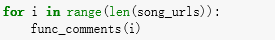 for i in range(len(song_urls)):
    func_comments(i)